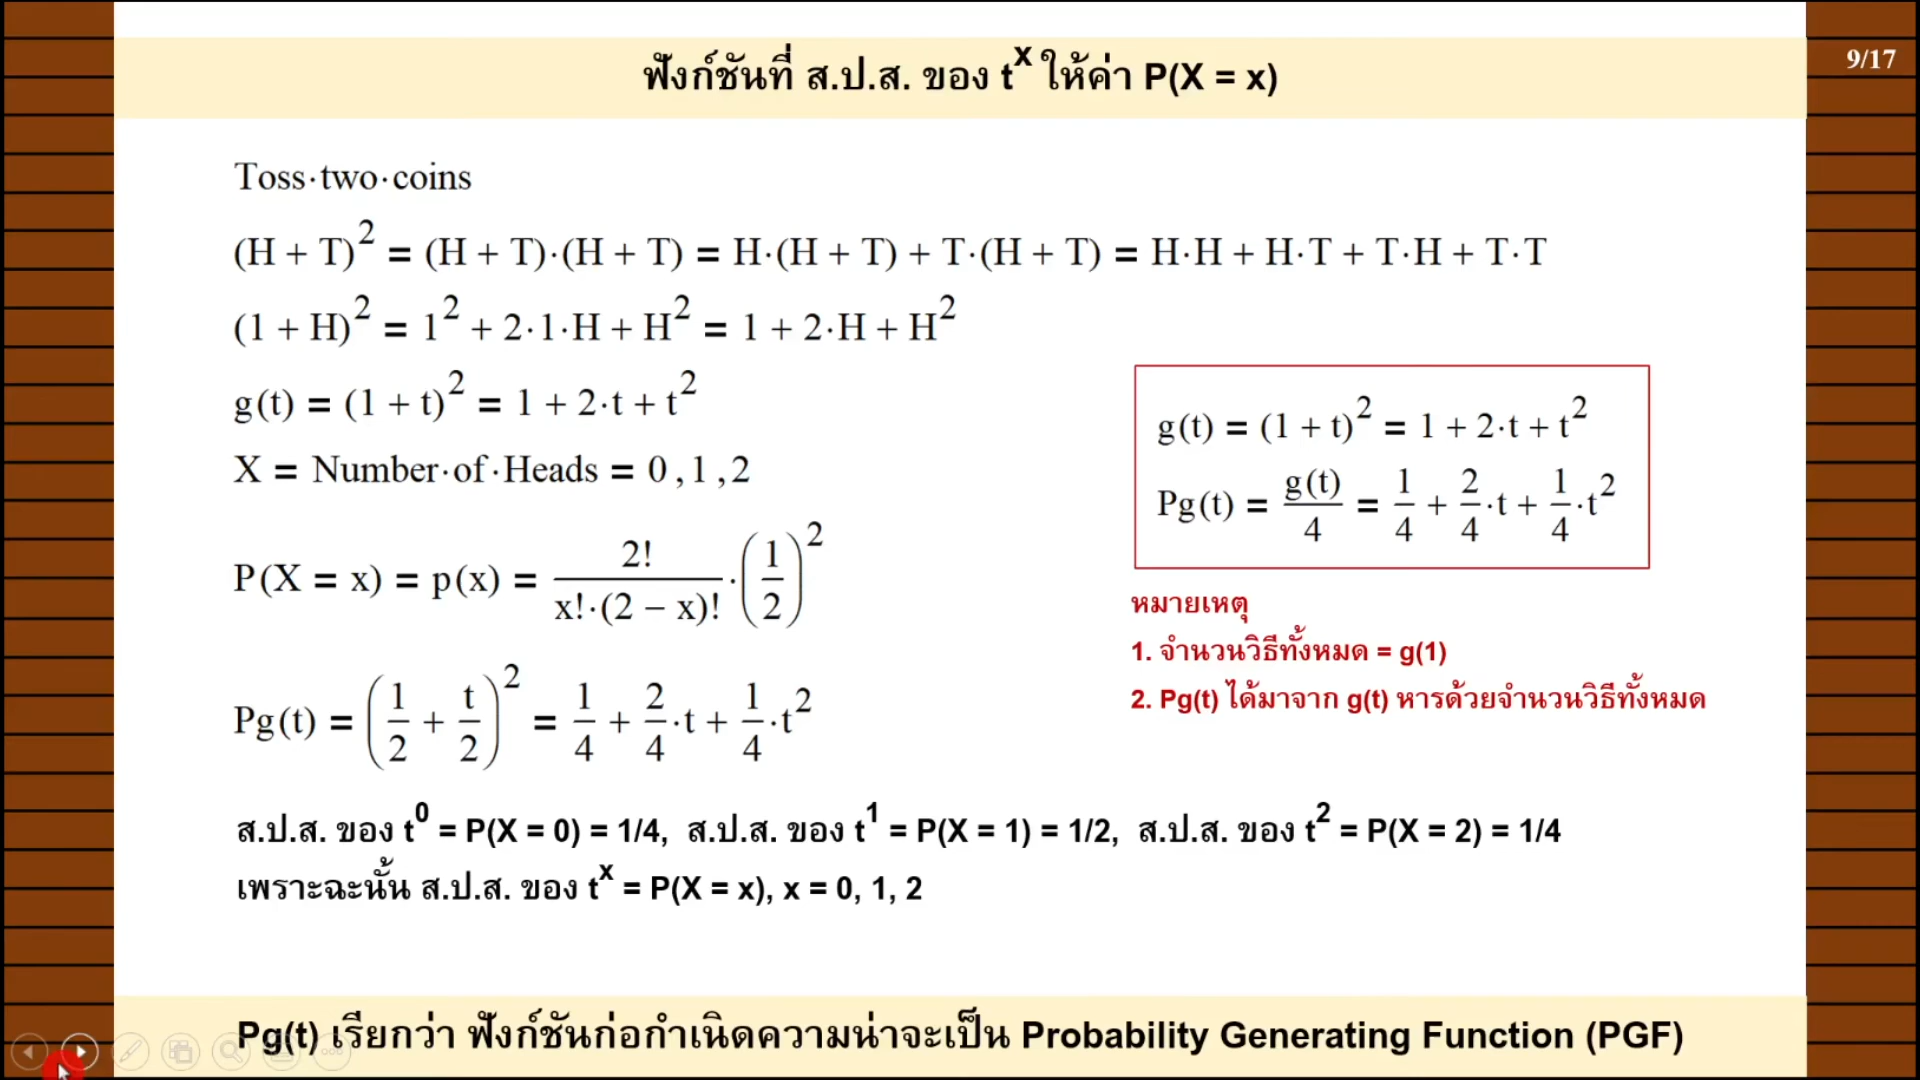 ฟังก์ชันที่ ส.ป.ส. ของ t^x ให้ค่า P(X = x)
9/17
Toss·two·coins
(H + T)^2 = (H + T)·(H + T) = H·(H + T) + T·(H + T) = H·H + H·T + T·H + T·T
(1 + H)^2 = 1^2 + 2·1·H + H^2 = 1 + 2·H + H^2
g(t) = (1 + t)^2 = 1 + 2·t + t^2
X = Number·of·Heads = 0 , 1 , 2
P(X = x) = p(x) = 2!/(x!·(2 − x)!) · (1/2)^2
Pg(t) = (1/2 + t/2)^2 = 1/4 + 2/4·t + 1/4·t^2
g(t) = (1 + t)^2 = 1 + 2·t + t^2
Pg(t) = g(t)/4 = 1/4 + 2/4·t + 1/4·t^2
หมายเหตุ
1. จำนวนวิธีทั้งหมด = g(1)
2. Pg(t) ได้มาจาก g(t) หารด้วยจำนวนวิธีทั้งหมด
ส.ป.ส. ของ t^0 = P(X = 0) = 1/4, ส.ป.ส. ของ t^1 = P(X = 1) = 1/2, ส.ป.ส. ของ t^2 = P(X = 2) = 1/4
เพราะฉะนั้น ส.ป.ส. ของ t^x = P(X = x), x = 0, 1, 2
Pg(t) เรียกว่า ฟังก์ชันก่อกำเนิดความน่าจะเป็น Probability Generating Function (PGF)